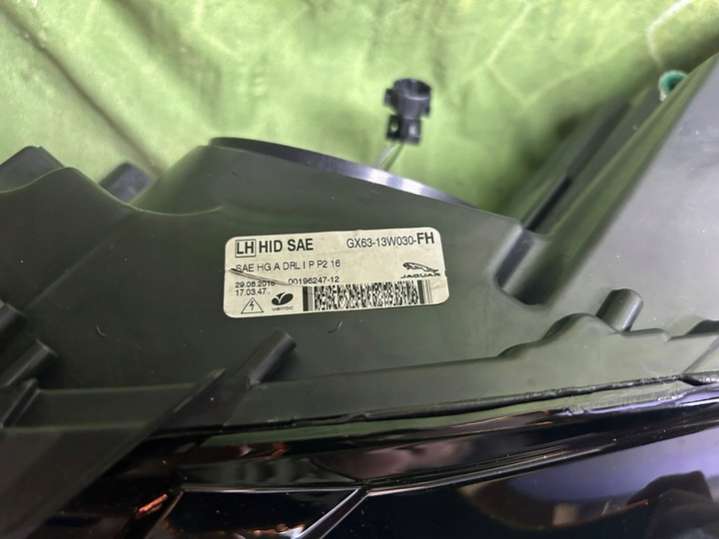 LH HID SAE GX63-13W030-FH
SAE HG A DRL I P P2 16
29.08.2016 00196247-12
17.03.47
JAGUAR